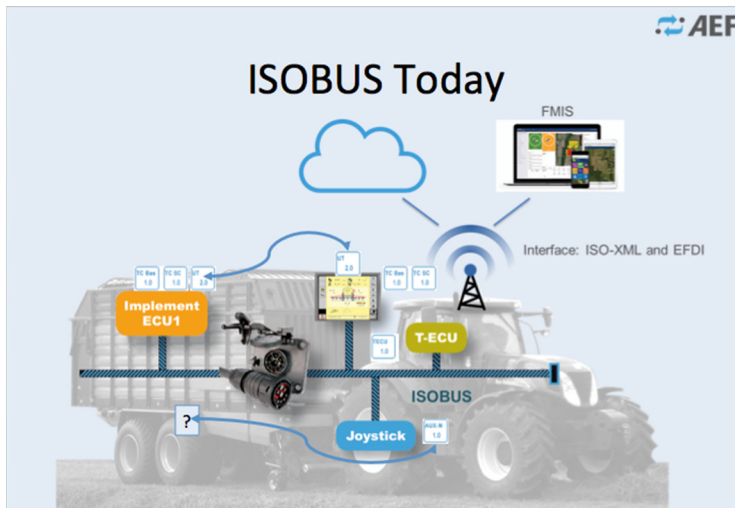 AEF
ISOBUS Today
FMIS
Interface: ISO-XML and EFDI
UT
2.0
TC Bas
1.0
TC SC
1.0
UT
2.0
TC Bas
1.0
TC SC
1.0
Implement
ECU1
TECU
1.0
T-ECU
ISOBUS
?
Joystick
AUX-N
1.0